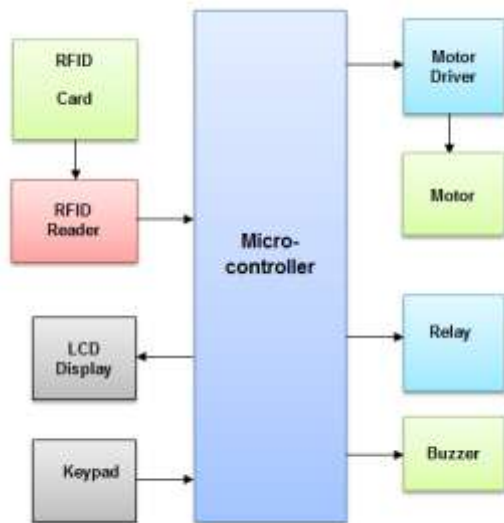 RFID
Card
RFID
Reader
LCD
Display
Keypad
Micro-
controller
Motor
Driver
Motor
Relay
Buzzer